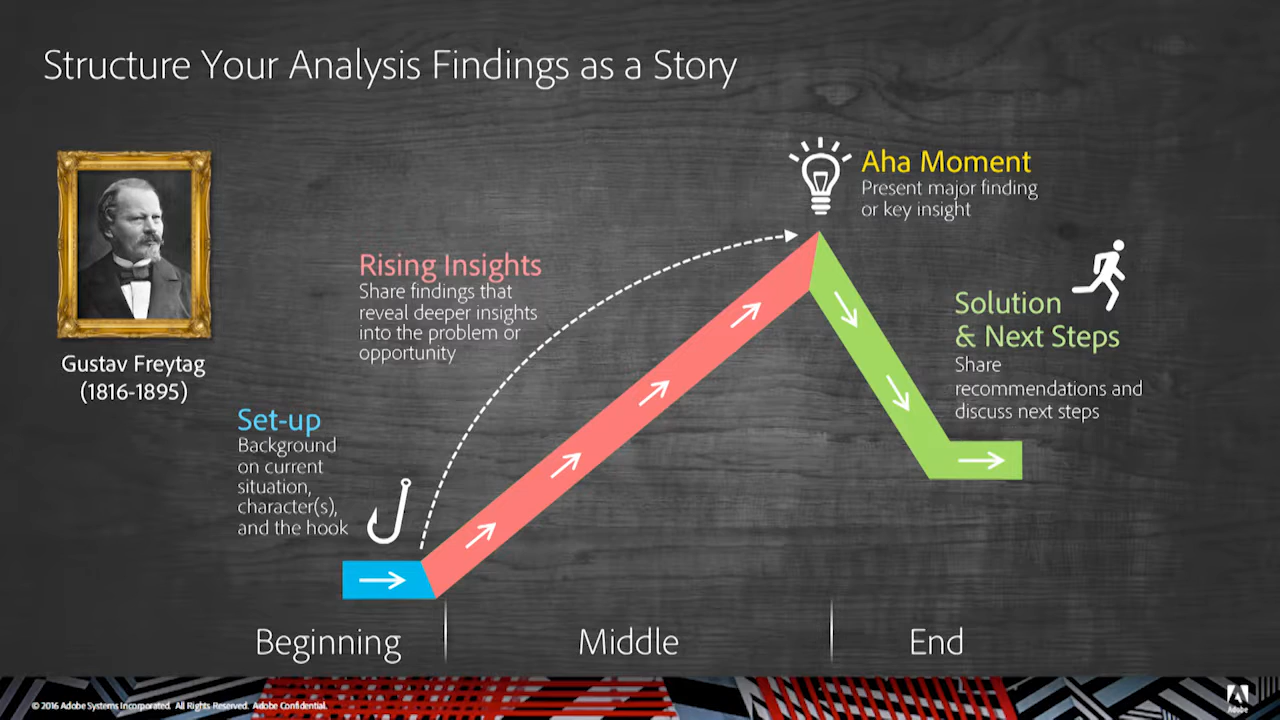 Structure Your Analysis Findings as a Story
Gustav Freytag
(1816-1895)
Set-up
Background
on current
situation,
character(s),
and the hook
Rising Insights
Share findings that
reveal deeper insights
into the problem or
opportunity
Aha Moment
Present major finding
or key insight
Solution
& Next Steps
Share
recommendations and
discuss next steps
Beginning
Middle
End
© 2016 Adobe Systems Incorporated. All Rights Reserved. Adobe Confidential.
Adobe